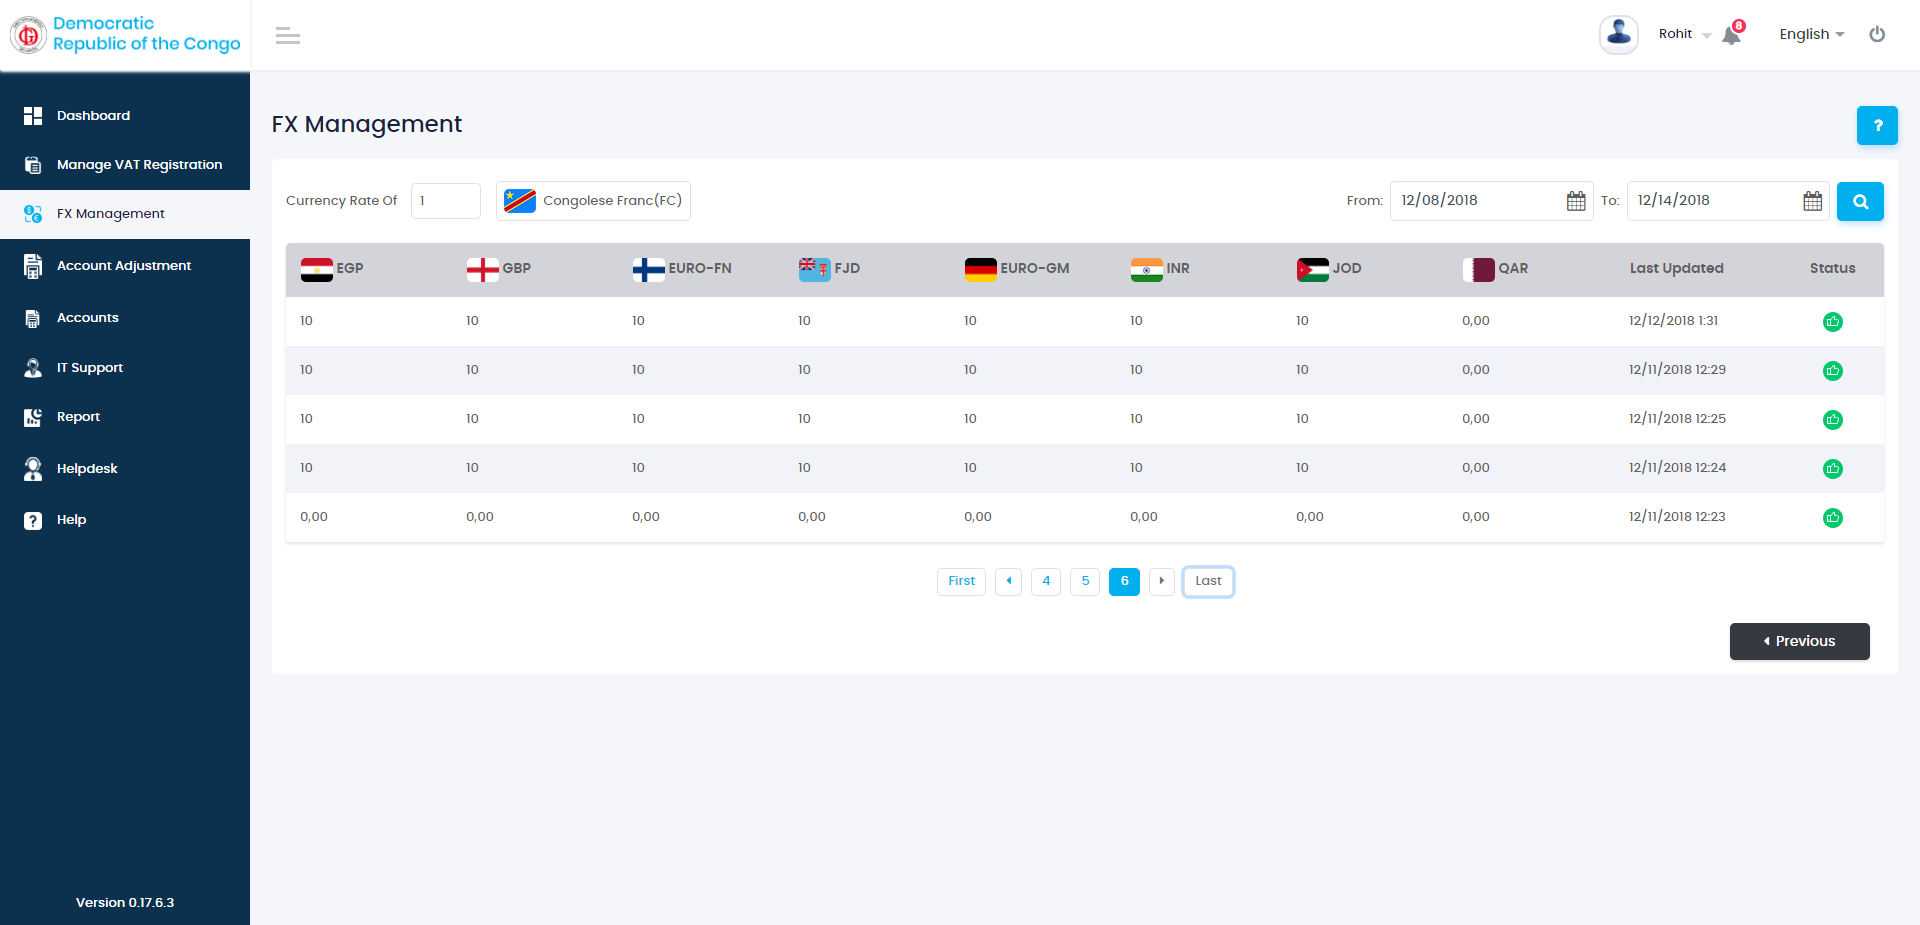 Democratic
Republic of the Congo
Rohit
8
English
Dashboard
Manage VAT Registration
FX Management
Account Adjustment
Accounts
IT Support
Report
Helpdesk
Help
Version 0.17.6.3
FX Management
?
Currency Rate Of 1 Congolese Franc(FC) From: 12/08/2018 To: 12/14/2018
EGP GBP EURO-FN FJD EURO-GM INR JOD QAR Last Updated Status
10 10 10 10 10 10 10 0,00 12/12/2018 1:31
10 10 10 10 10 10 10 0,00 12/11/2018 12:29
10 10 10 10 10 10 10 0,00 12/11/2018 12:25
10 10 10 10 10 10 10 0,00 12/11/2018 12:24
0,00 0,00 0,00 0,00 0,00 0,00 0,00 0,00 12/11/2018 12:23
First 4 5 6 Last
Previous